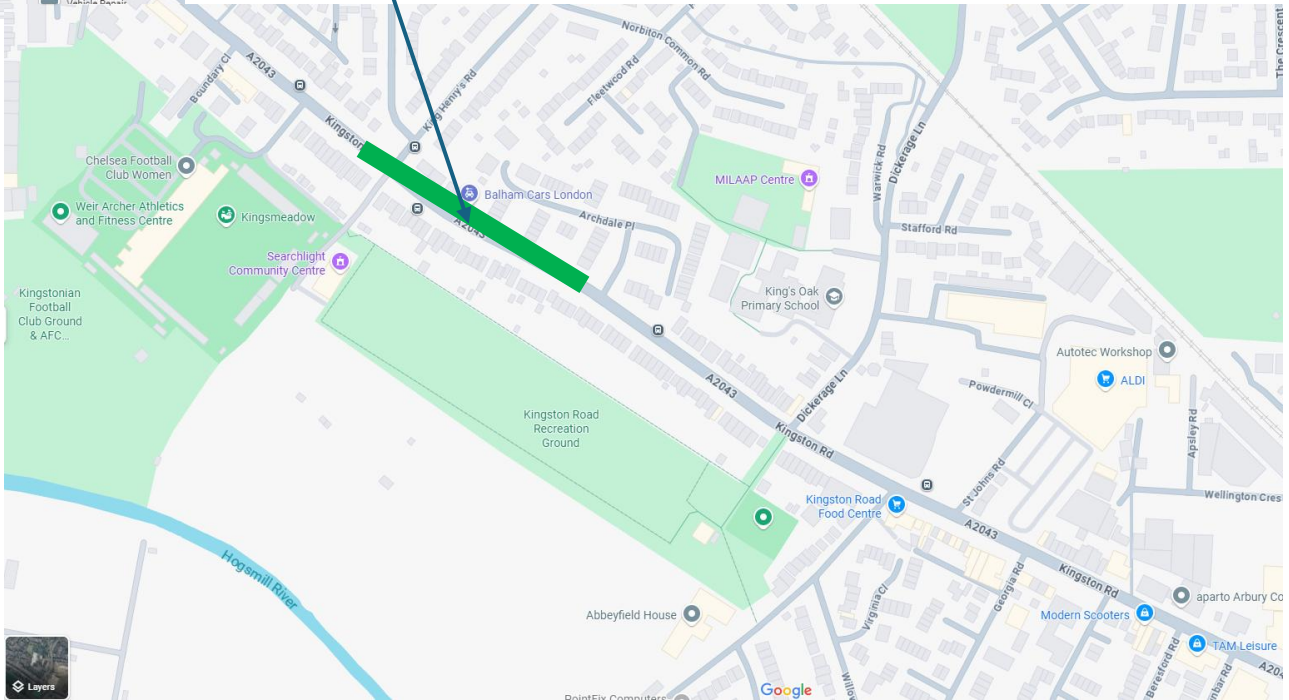 Vehicle Repair
Norbiton Common Rd
Fleetwood Rd
The Crescent
A2043
Boundary Cl
King Henry's Rd
Kingston
Chelsea Football
Club Women
Weir Archer Athletics
and Fitness Centre
Kingsmeadow
Balham Cars London
MILAAP Centre
Warwick Rd
Dickerage Ln
Archdale Pl
Stafford Rd
A2043
Searchlight
Community Centre
King's Oak
Primary School
Kingstonian
Football
Club Ground
& AFC...
Autotec Workshop
ALDI
A2043
Dickerage Ln
Powdermill Cl
Apsley Rd
Kingston Road
Recreation
Ground
Kingston Rd
St Johns Rd
Wellington Cres
Kingston Road
Food Centre
A2043
Hogsmill River
Kingston Rd
Georgia Rd
Virginia Cl
aparto Arbury Co
Abbeyfield House
Modern Scooters
TAM Leisure
Beresford Rd
A204
Layers
PointFix Computers
Google